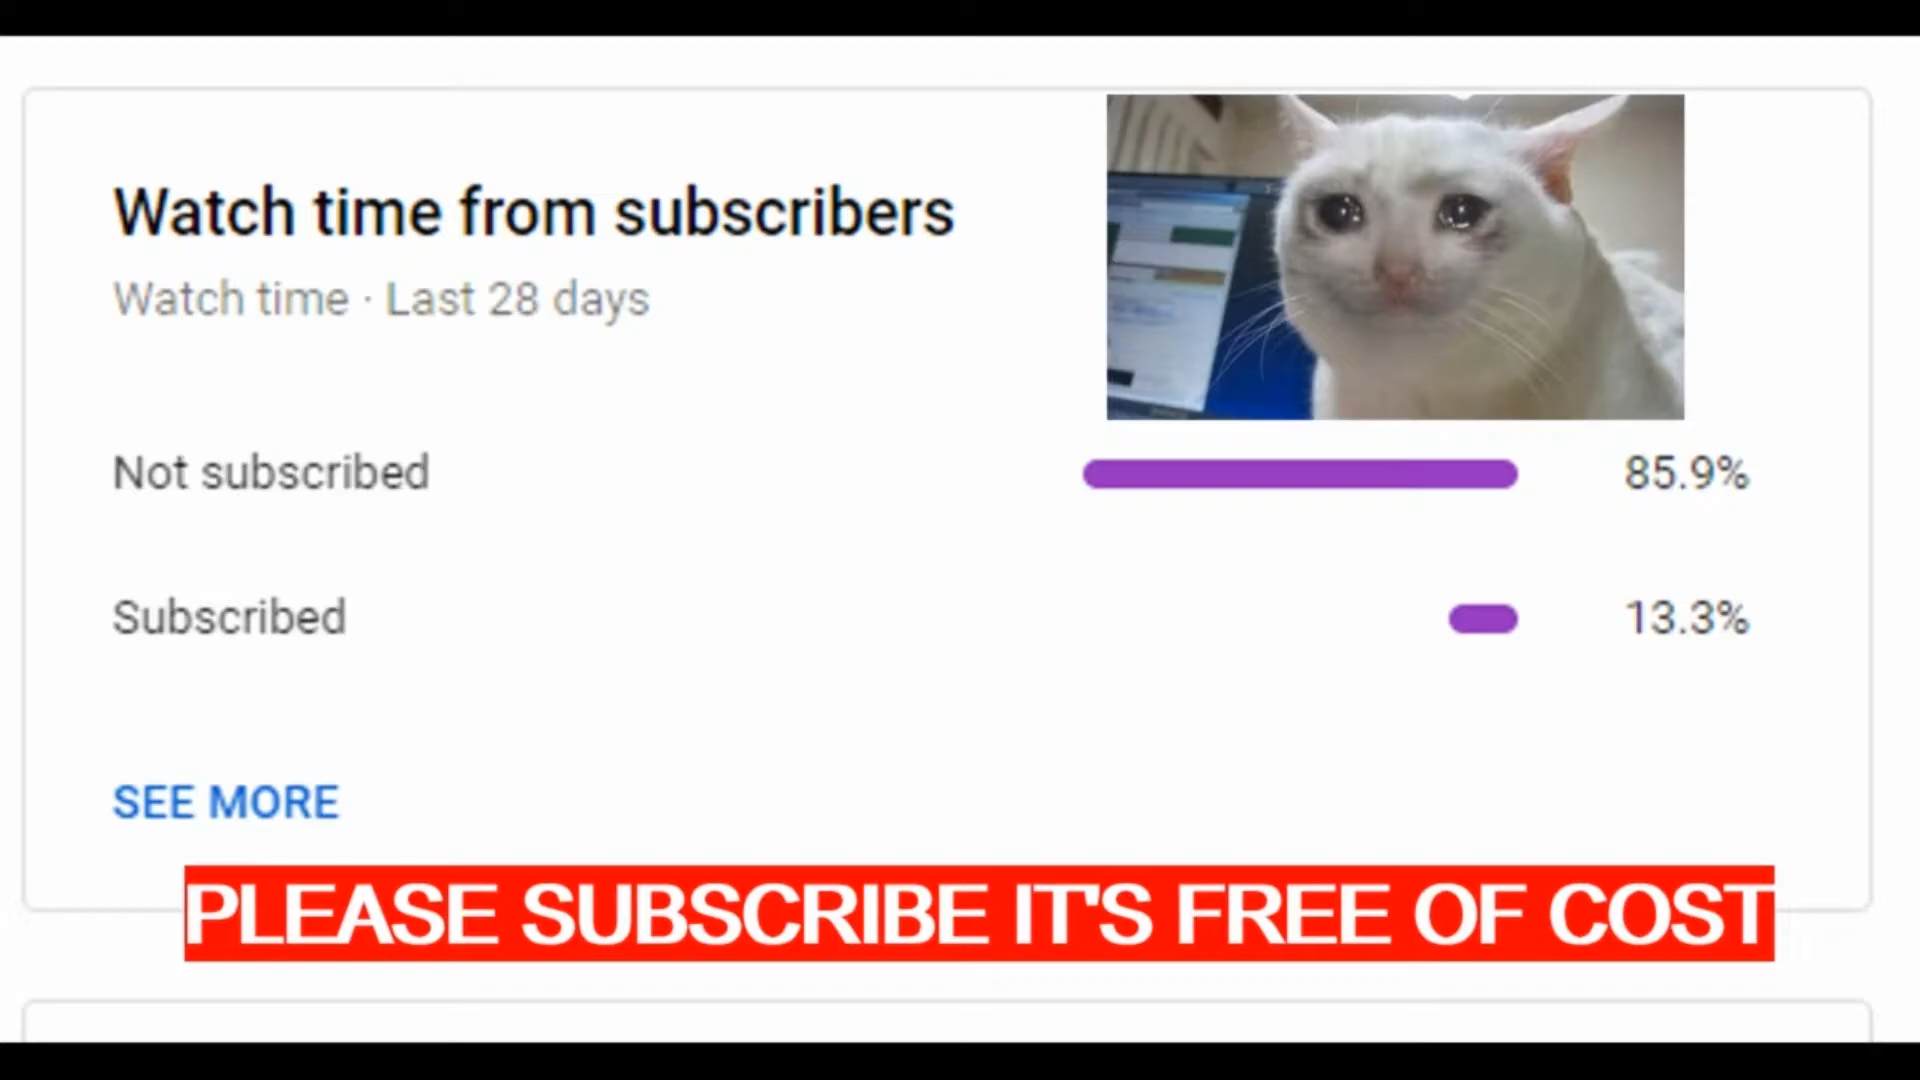 Watch time from subscribers
Watch time · Last 28 days
Not subscribed 85.9%
Subscribed 13.3%
SEE MORE
PLEASE SUBSCRIBE IT'S FREE OF COST